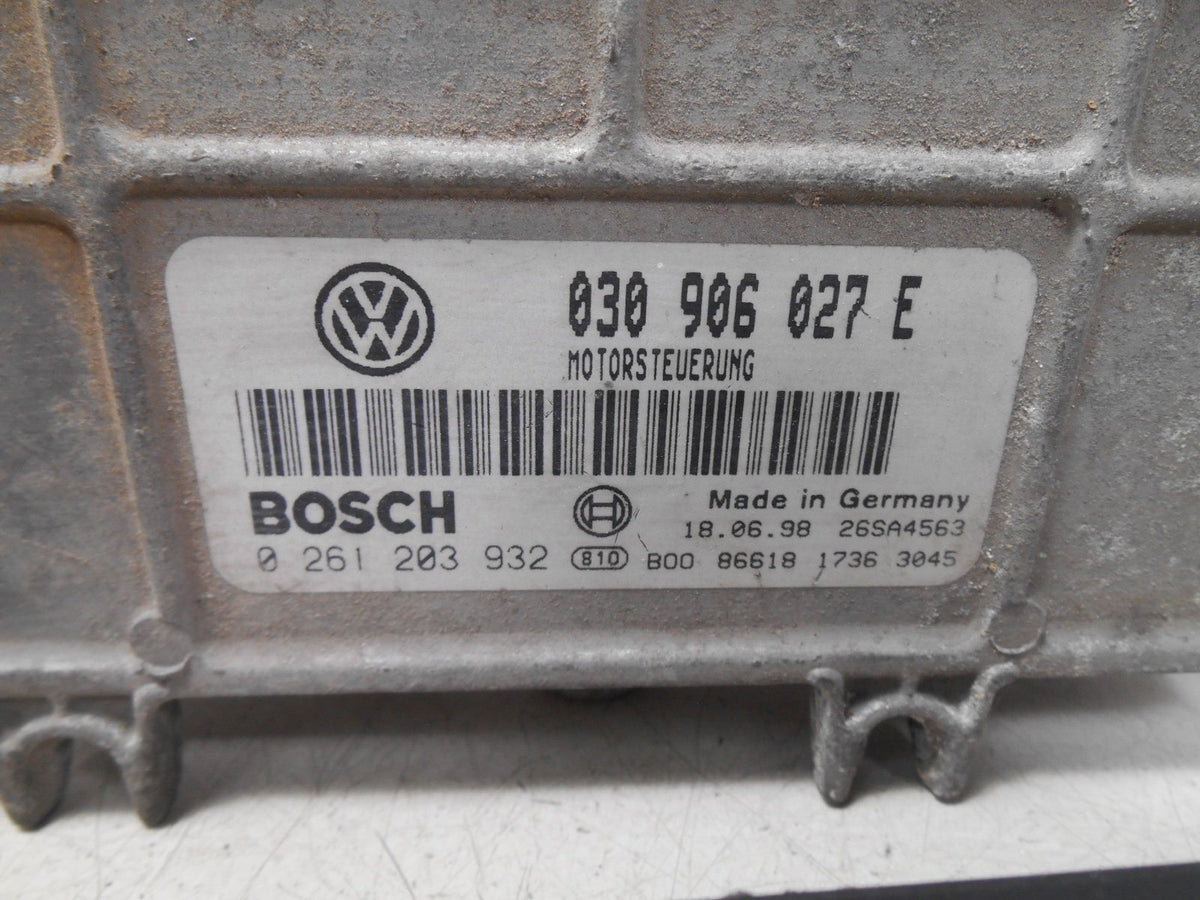 030 906 027 E
MOTORSTEUERUNG
BOSCH
Made in Germany
18.06.98 26SA4563
0 261 203 932 810 B00 86618 1736 3045